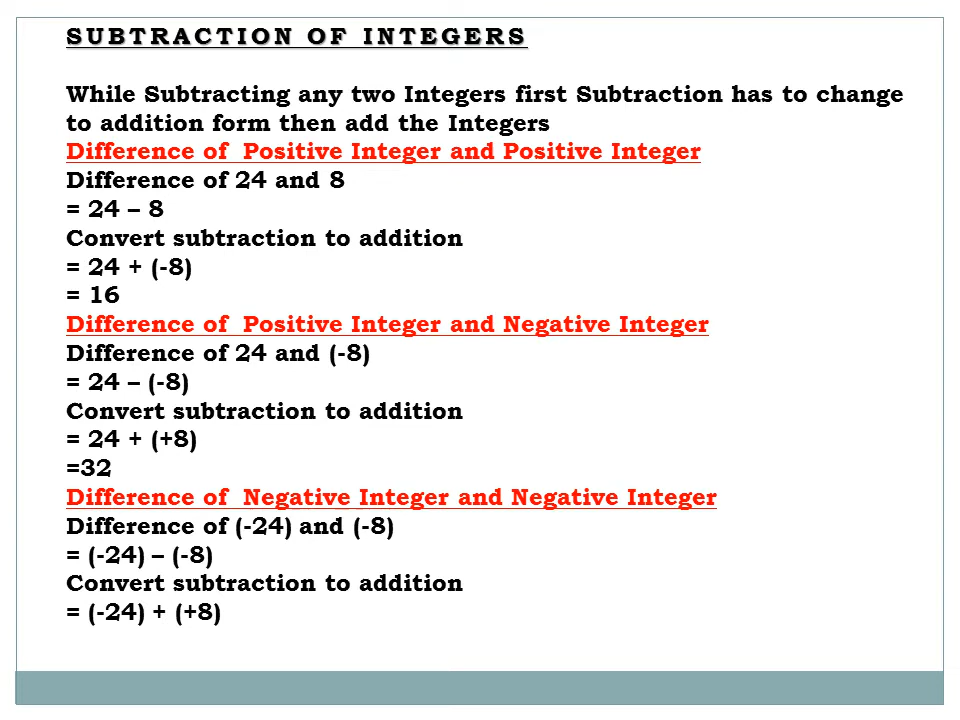 SUBTRACTION OF INTEGERS
While Subtracting any two Integers first Subtraction has to change
to addition form then add the Integers
Difference of  Positive Integer and Positive Integer
Difference of 24 and 8
= 24 – 8
Convert subtraction to addition
= 24 + (-8)
= 16
Difference of  Positive Integer and Negative Integer
Difference of 24 and (-8)
= 24 – (-8)
Convert subtraction to addition
= 24 + (+8)
=32
Difference of  Negative Integer and Negative Integer
Difference of (-24) and (-8)
= (-24) – (-8)
Convert subtraction to addition
= (-24) + (+8)